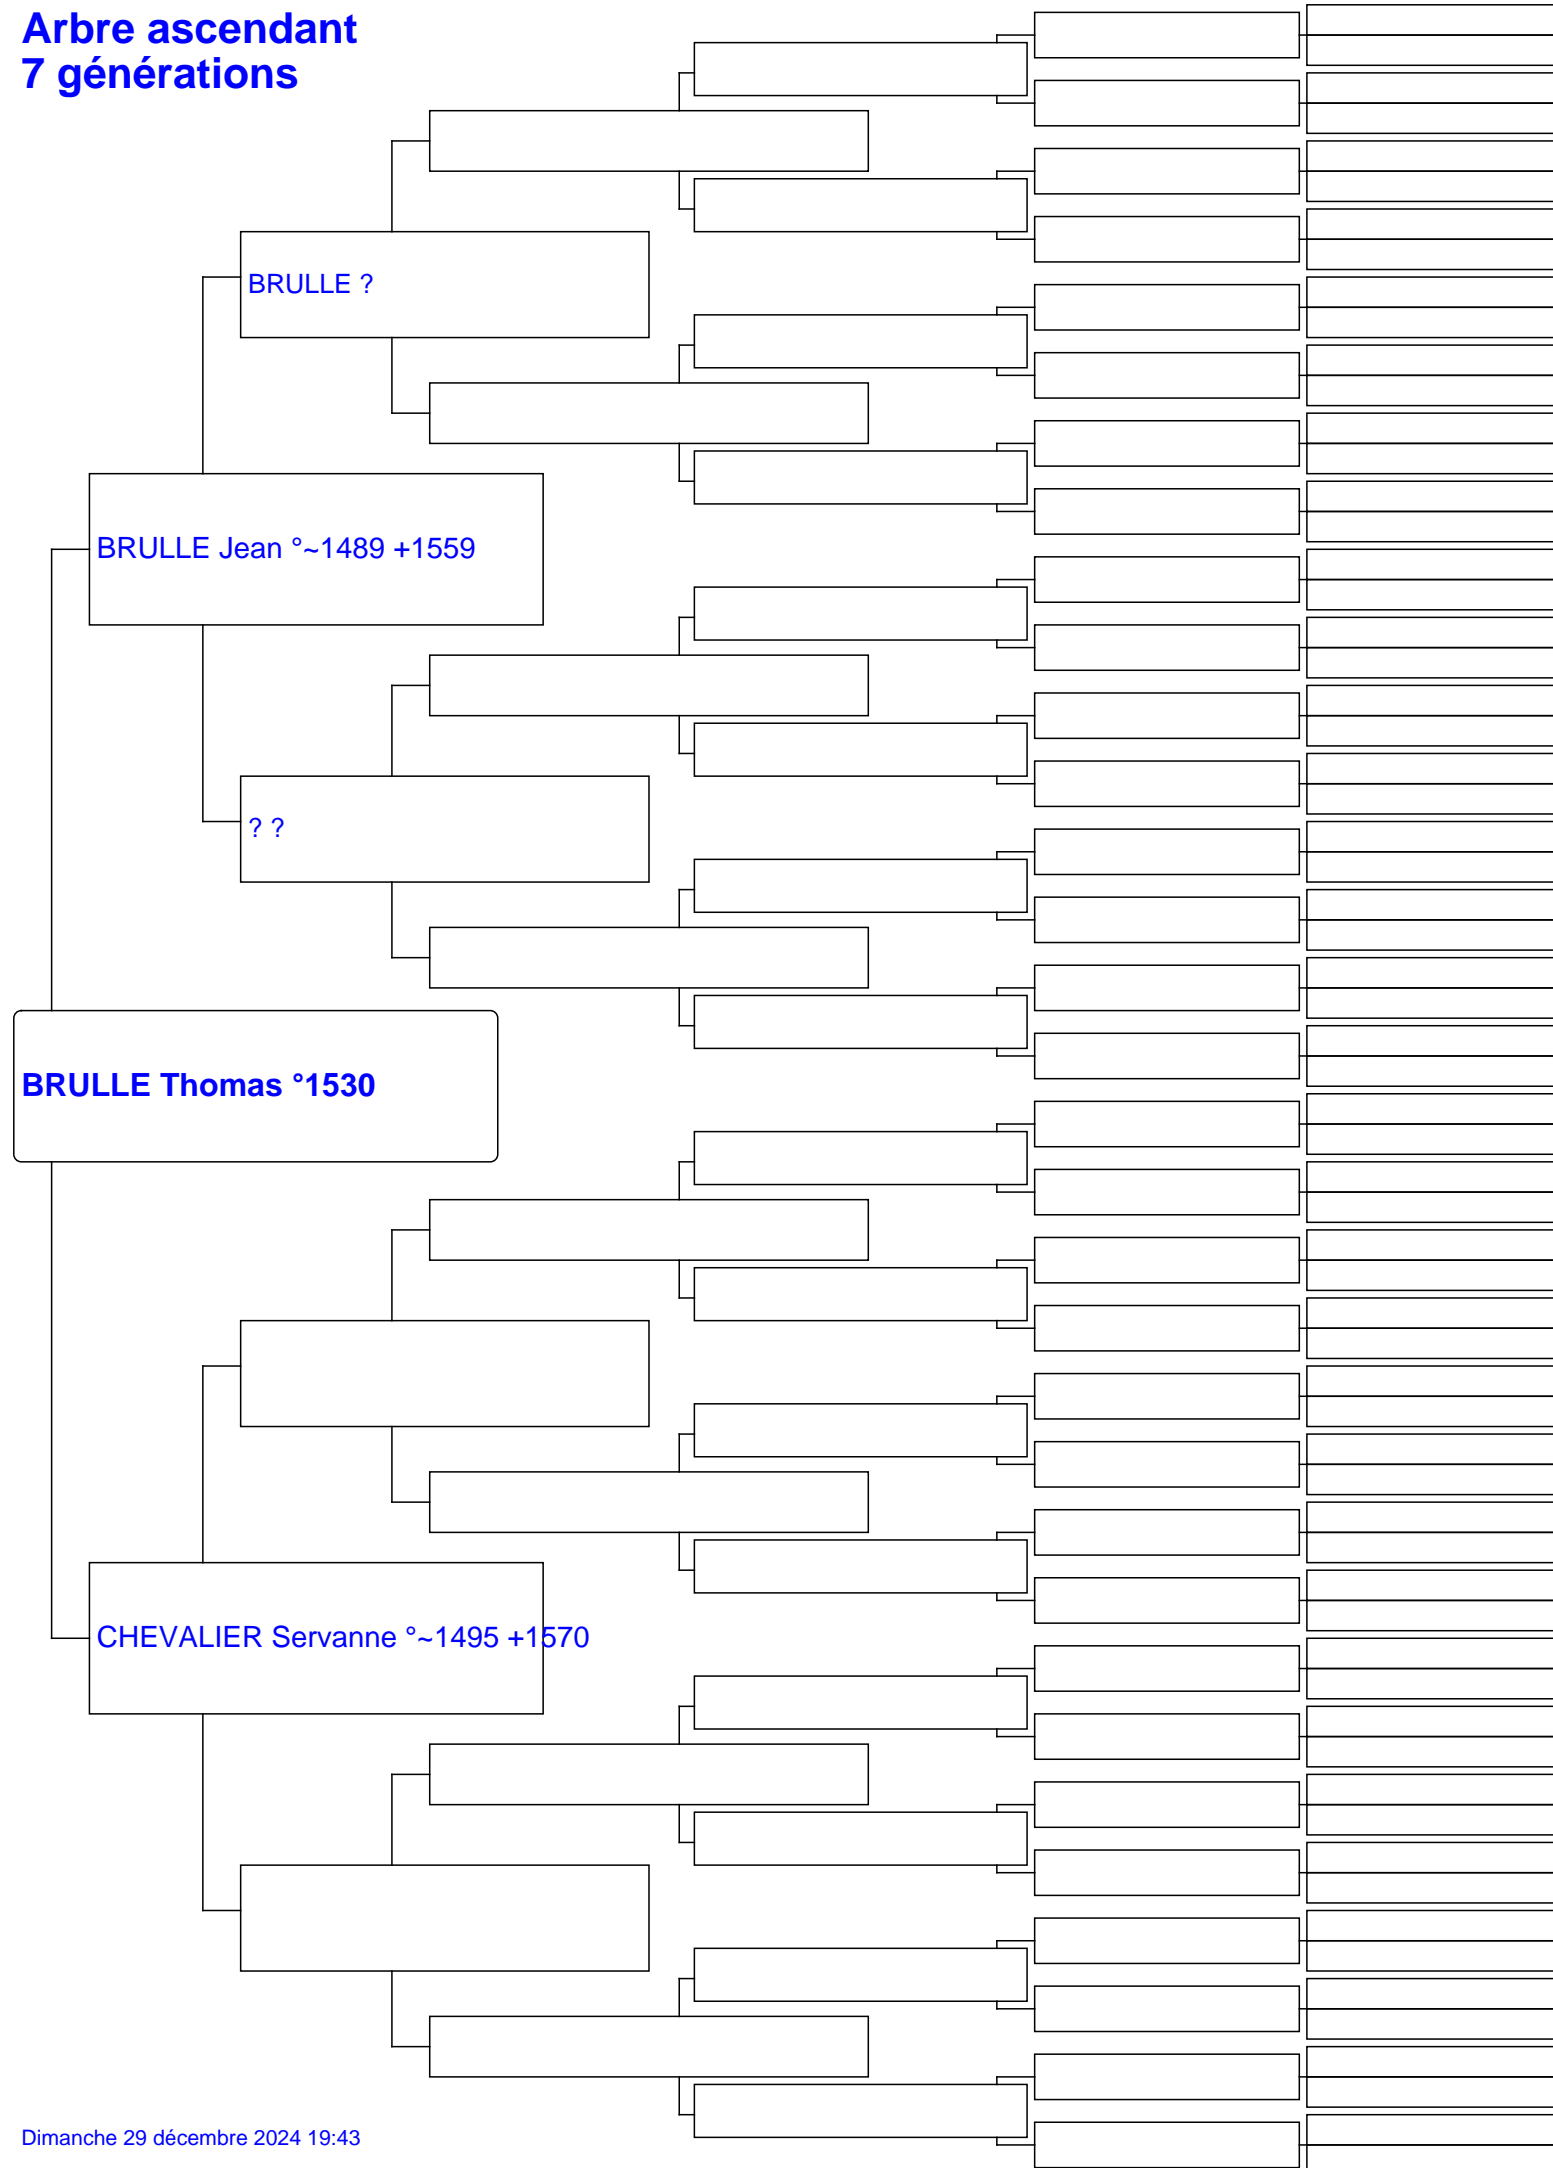 Arbre ascendant
7 générations
BRULLE ?
BRULLE Jean °~1489 +1559
? ?
BRULLE Thomas °1530
CHEVALIER Servanne °~1495 +1570
Dimanche 29 décembre 2024 19:43